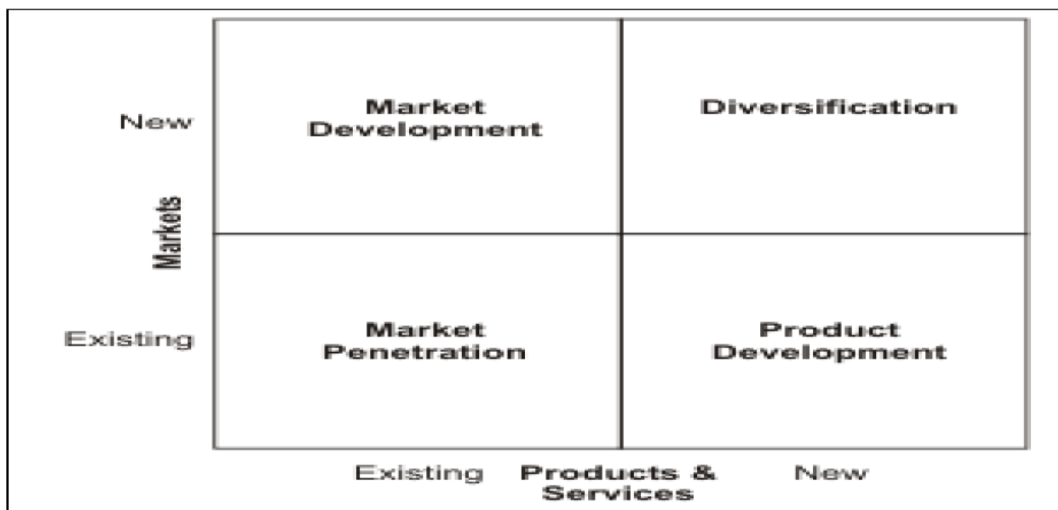 New
Market
Development
Diversification
Markets
Existing
Market
Penetration
Product
Development
Existing
Products &
Services
New